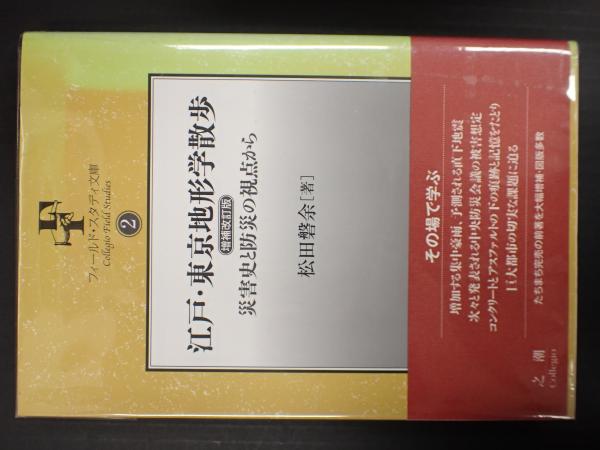 フィールド・スタディ文庫
Collegio Field Studies
2
江戸・東京地形学散歩
増補改訂版
災害史と防災の視点から
松田磐余[著]
その場で学ぶ
増加する集中豪雨、予測される直下地震
次々と発表される中央防災会議の被害想定
コンクリートとアスファルトの下の痕跡と記憶をたどり
巨大都市の切実な課題に迫る
たちまち完売の前著を大幅増補・図版多数
之潮
Collegio